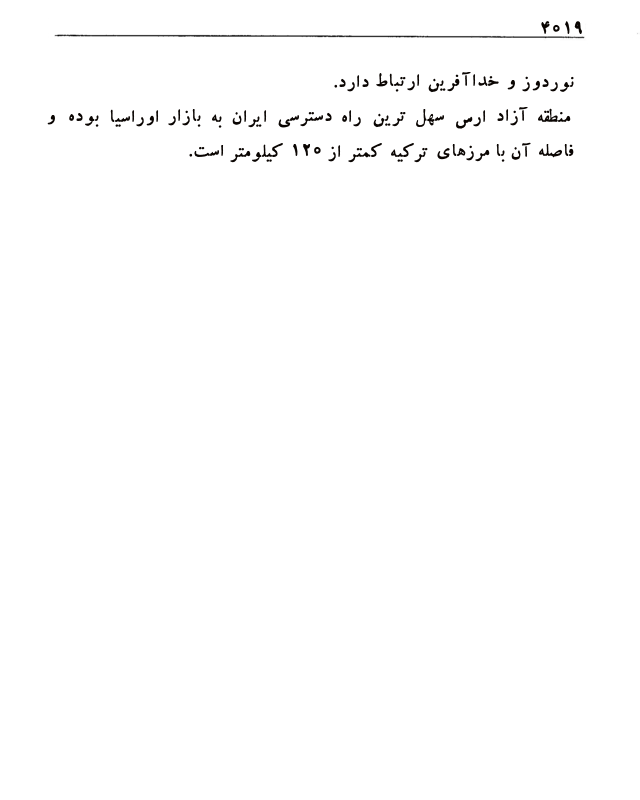 ۴۰۱۹
نوردوز و خداآفرین ارتباط دارد.
منطقه آزاد ارس سهل ترین راه دسترسی ایران به بازار اوراسیا بوده و
فاصله آن با مرزهای ترکیه کمتر از ۱۲۰ کیلومتر است.